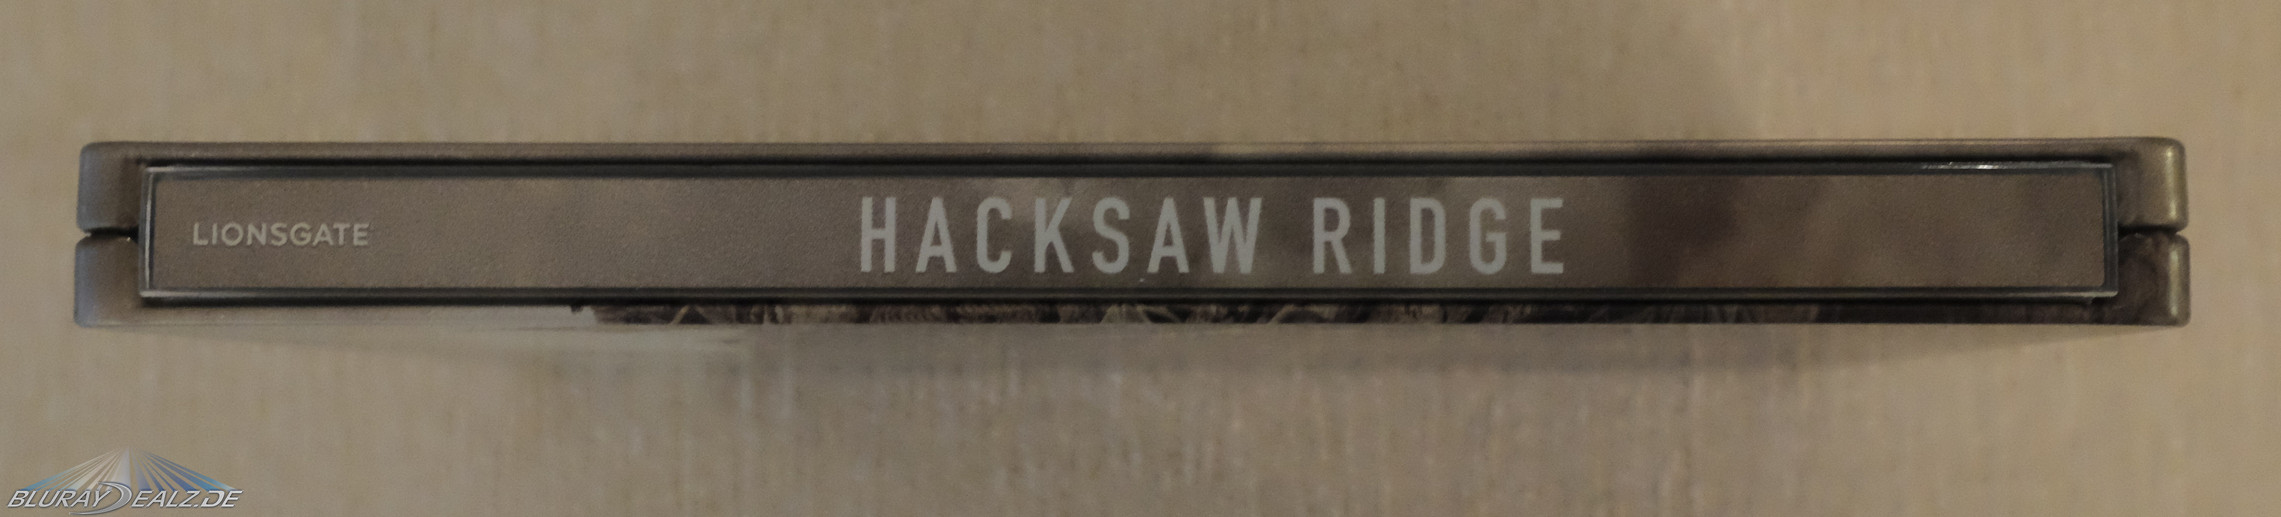 LIONSGATE HACKSAW RIDGE
BLURAYDEALZ.DE